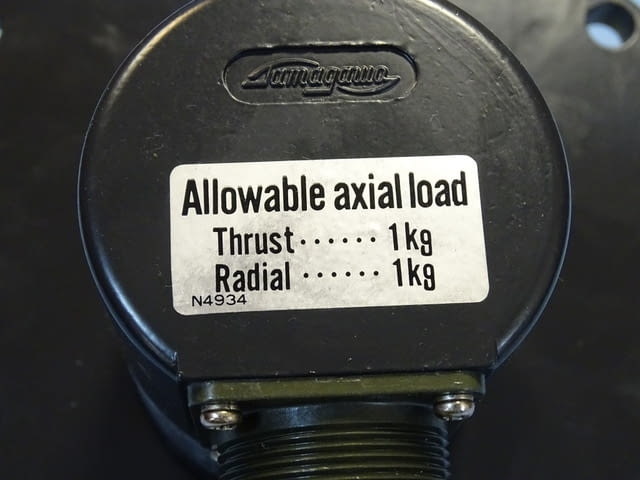 Tamagawa
Allowable axial load
Thrust ······ 1kg
Radial ······ 1kg
N4934